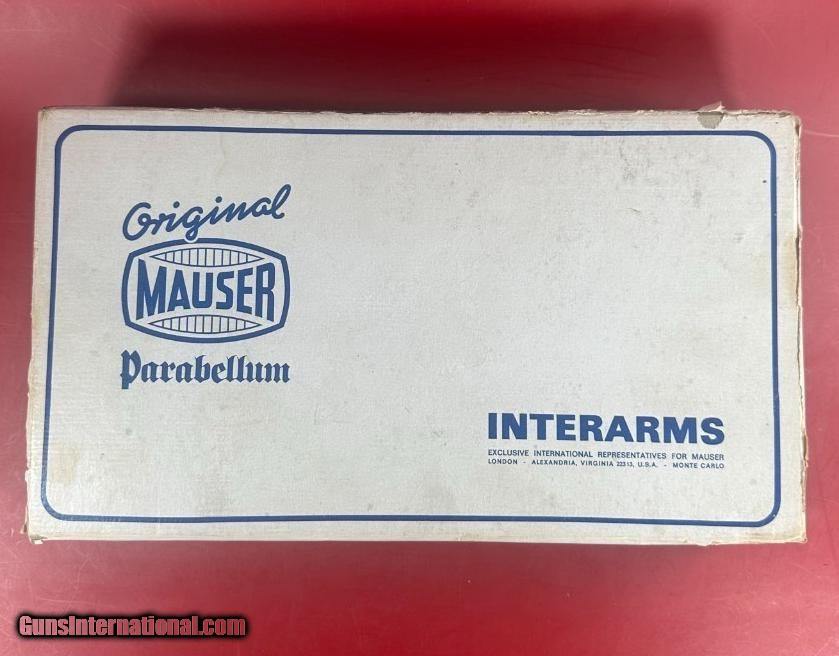 Original
MAUSER
Parabellum
INTERARMS
EXCLUSIVE INTERNATIONAL REPRESENTATIVES FOR MAUSER
LONDON - ALEXANDRIA, VIRGINIA 22313, U.S.A. - MONTE CARLO
GunsInternational.com